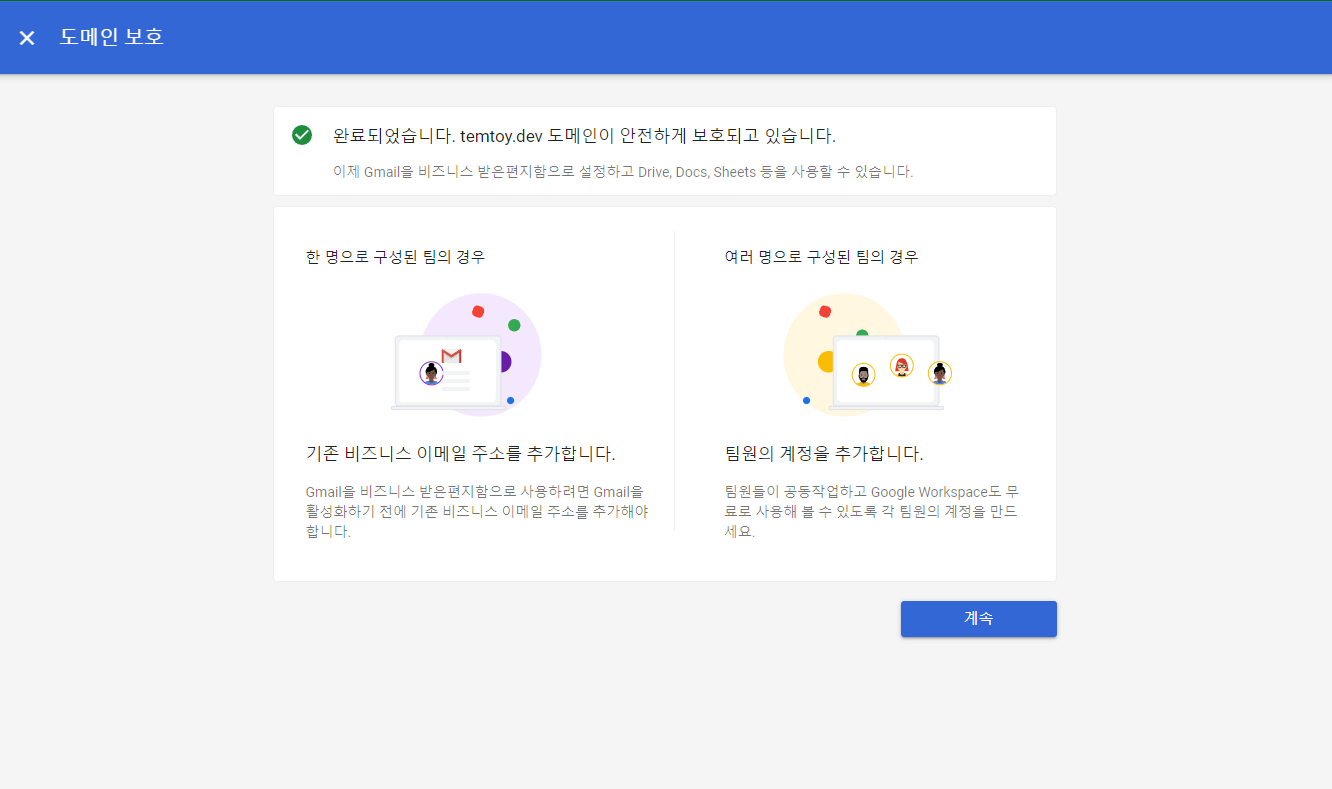 도메인 보호
완료되었습니다. temtoy.dev 도메인이 안전하게 보호되고 있습니다.
이제 Gmail을 비즈니스 받은편지함으로 설정하고 Drive, Docs, Sheets 등을 사용할 수 있습니다.
한 명으로 구성된 팀의 경우
기존 비즈니스 이메일 주소를 추가합니다.
Gmail을 비즈니스 받은편지함으로 사용하려면 Gmail을
활성화하기 전에 기존 비즈니스 이메일 주소를 추가해야
합니다.
여러 명으로 구성된 팀의 경우
팀원의 계정을 추가합니다.
팀원들이 공동작업하고 Google Workspace도 무
료로 사용해 볼 수 있도록 각 팀원의 계정을 만드
세요.
계속